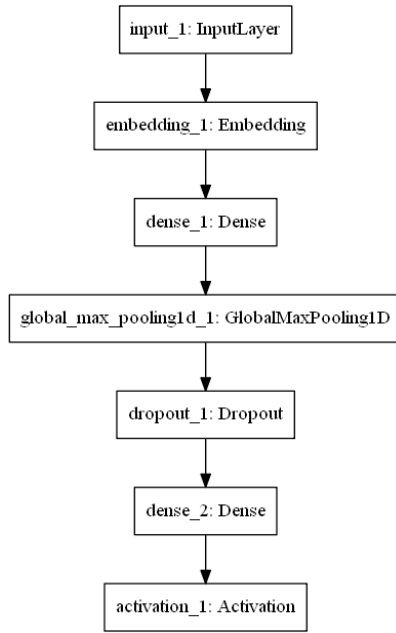 input_1: InputLayer
embedding_1: Embedding
dense_1: Dense
global_max_pooling1d_1: GlobalMaxPooling1D
dropout_1: Dropout
dense_2: Dense
activation_1: Activation